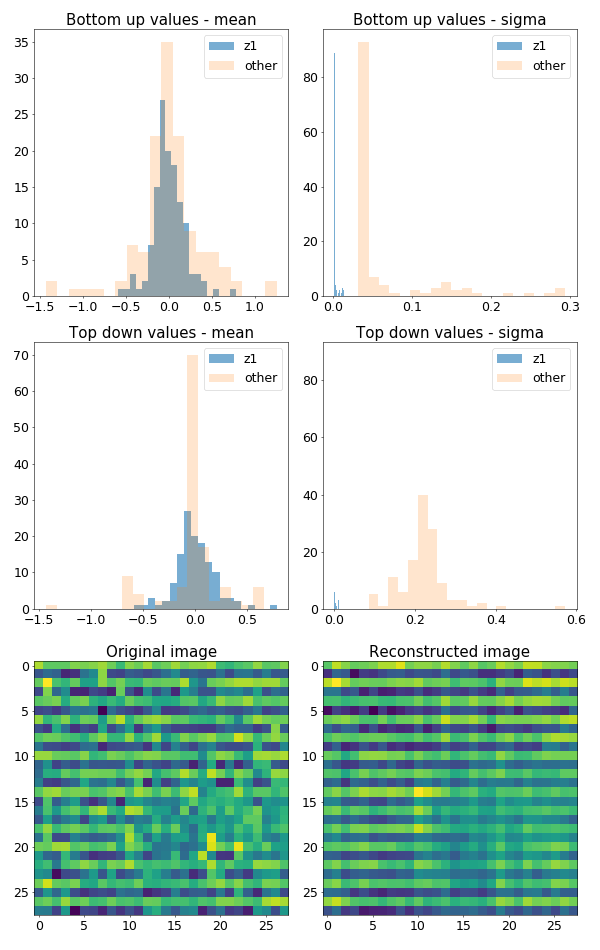 Bottom up values - mean
z1
other
35
30
25
20
15
10
5
0
−1.5 −1.0 −0.5 0.0 0.5 1.0
Bottom up values - sigma
z1
other
80
60
40
20
0
0.0 0.1 0.2 0.3
Top down values - mean
z1
other
70
60
50
40
30
20
10
0
−1.5 −1.0 −0.5 0.0 0.5
Top down values - sigma
z1
other
80
60
40
20
0
0.0 0.2 0.4 0.6
Original image
0
5
10
15
20
25
0 5 10 15 20 25
Reconstructed image
0
5
10
15
20
25
0 5 10 15 20 25